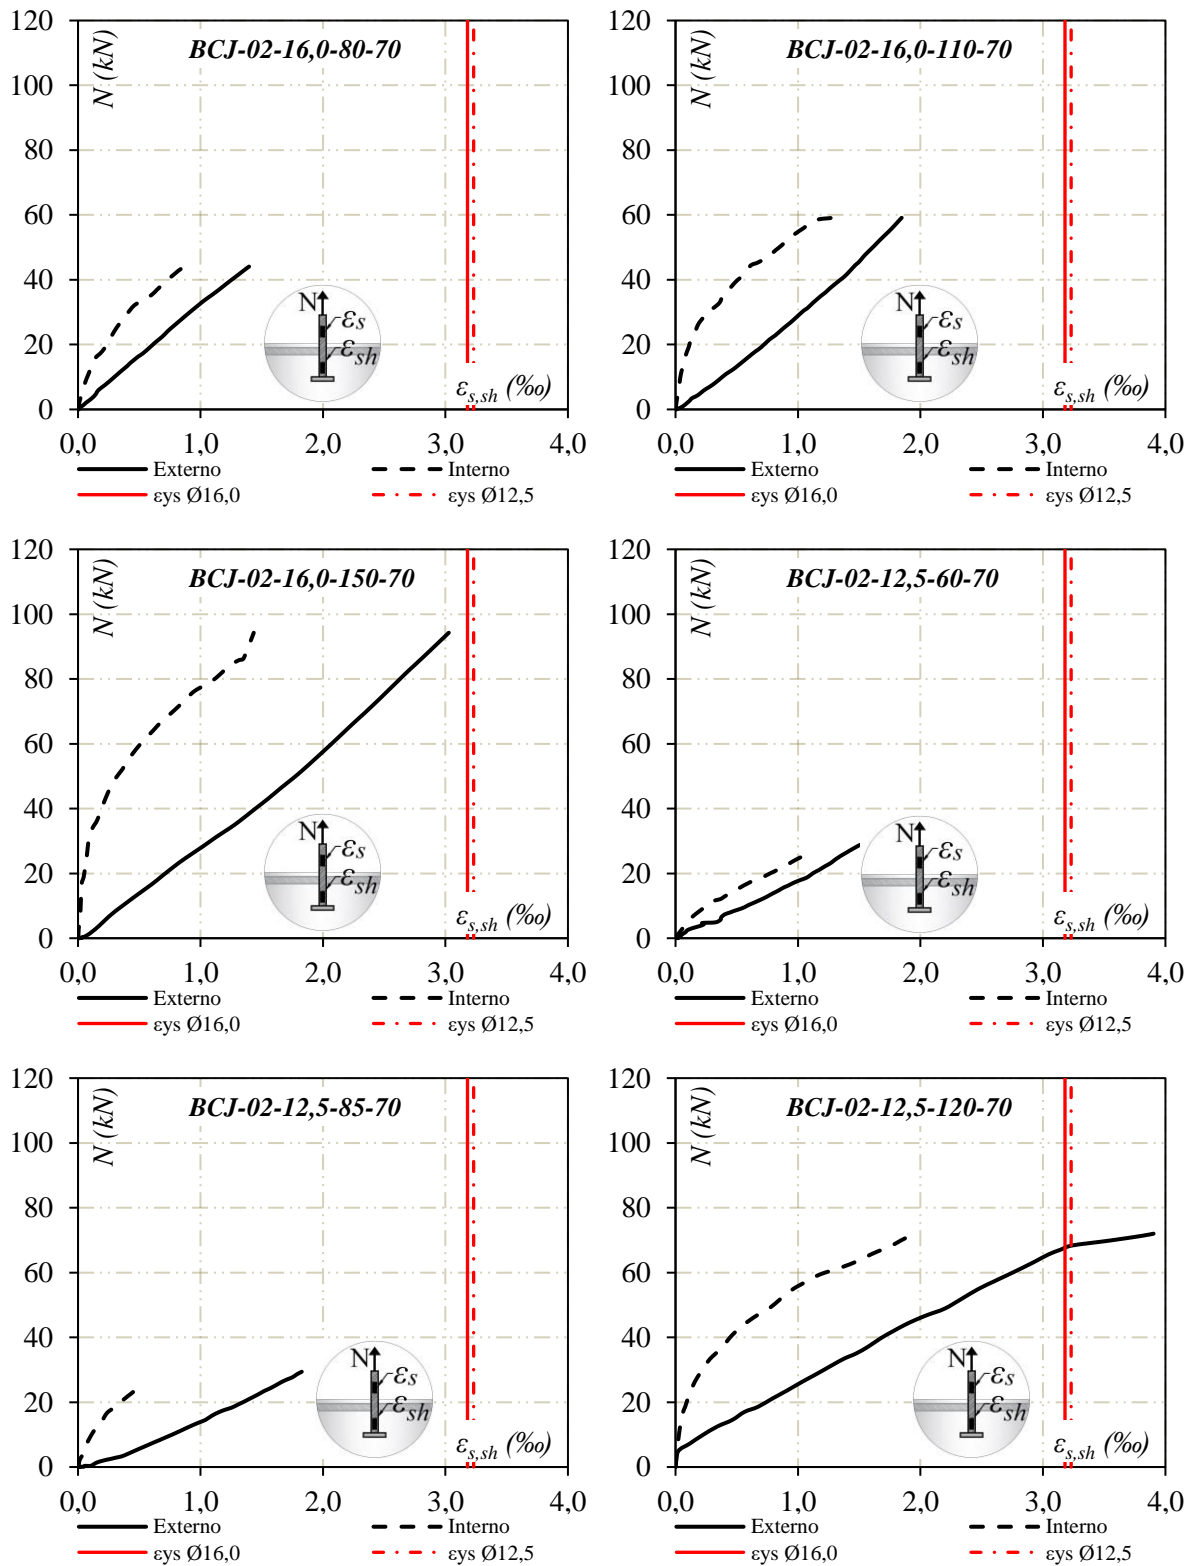 BCJ-02-16,0-80-70
N (kN)
120
100
80
60
40
20
0
N
εs
εsh
εs,sh (‰)
0,0 1,0 2,0 3,0 4,0
Externo Interno
εys Ø16,0 εys Ø12,5
BCJ-02-16,0-110-70
N (kN)
120
100
80
60
40
20
0
N
εs
εsh
εs,sh (‰)
0,0 1,0 2,0 3,0 4,0
Externo Interno
εys Ø16,0 εys Ø12,5
BCJ-02-16,0-150-70
N (kN)
120
100
80
60
40
20
0
N
εs
εsh
εs,sh (‰)
0,0 1,0 2,0 3,0 4,0
Externo Interno
εys Ø16,0 εys Ø12,5
BCJ-02-12,5-60-70
N (kN)
120
100
80
60
40
20
0
N
εs
εsh
εs,sh (‰)
0,0 1,0 2,0 3,0 4,0
Externo Interno
εys Ø16,0 εys Ø12,5
BCJ-02-12,5-85-70
N (kN)
120
100
80
60
40
20
0
N
εs
εsh
εs,sh (‰)
0,0 1,0 2,0 3,0 4,0
Externo Interno
εys Ø16,0 εys Ø12,5
BCJ-02-12,5-120-70
N (kN)
120
100
80
60
40
20
0
N
εs
εsh
εs,sh (‰)
0,0 1,0 2,0 3,0 4,0
Externo Interno
εys Ø16,0 εys Ø12,5